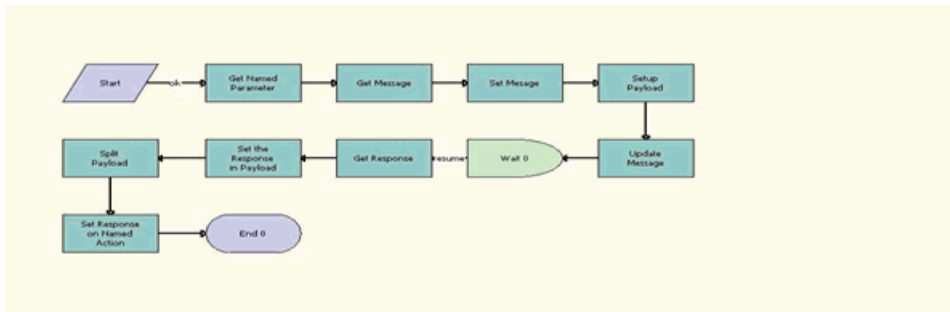 Start
ok
Get Named
Parameter
Get Message
Set Mesage
Setup
Payload
Split
Payload
Set the
Response
in Payload
Get Response
resume
Wait 0
Update
Message
Set Response
on Named
Action
End 0